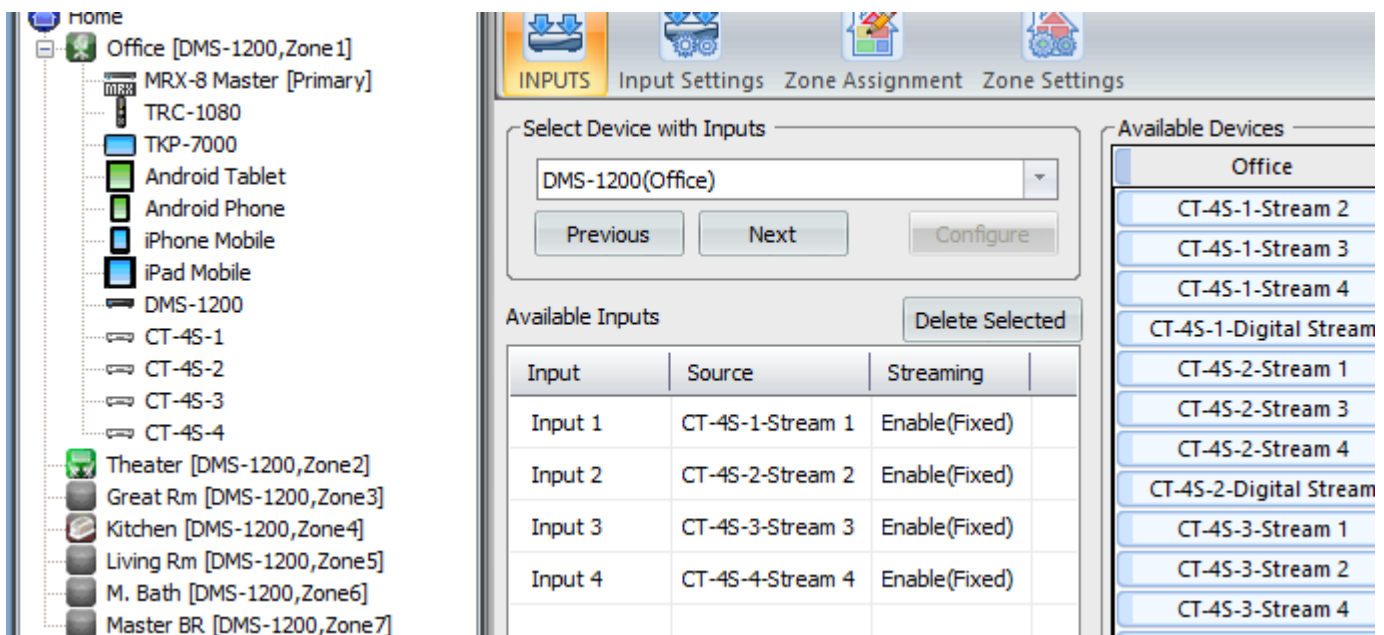 Home
Office [DMS-1200,Zone1]
MRX-8 Master [Primary]
MRX
TRC-1080
TKP-7000
Android Tablet
Android Phone
iPhone Mobile
iPad Mobile
DMS-1200
CT-4S-1
CT-4S-2
CT-4S-3
CT-4S-4
Theater [DMS-1200,Zone2]
Great Rm [DMS-1200,Zone3]
Kitchen [DMS-1200,Zone4]
Living Rm [DMS-1200,Zone5]
M. Bath [DMS-1200,Zone6]
Master BR [DMS-1200,Zone7]
INPUTS Input Settings Zone Assignment Zone Settings
Select Device with Inputs
DMS-1200(Office)
Previous Next Configure
Available Inputs Delete Selected
Input Source Streaming
Input 1 CT-4S-1-Stream 1 Enable(Fixed)
Input 2 CT-4S-2-Stream 2 Enable(Fixed)
Input 3 CT-4S-3-Stream 3 Enable(Fixed)
Input 4 CT-4S-4-Stream 4 Enable(Fixed)
Available Devices
Office
CT-4S-1-Stream 2
CT-4S-1-Stream 3
CT-4S-1-Stream 4
CT-4S-1-Digital Stream
CT-4S-2-Stream 1
CT-4S-2-Stream 3
CT-4S-2-Stream 4
CT-4S-2-Digital Stream
CT-4S-3-Stream 1
CT-4S-3-Stream 2
CT-4S-3-Stream 4